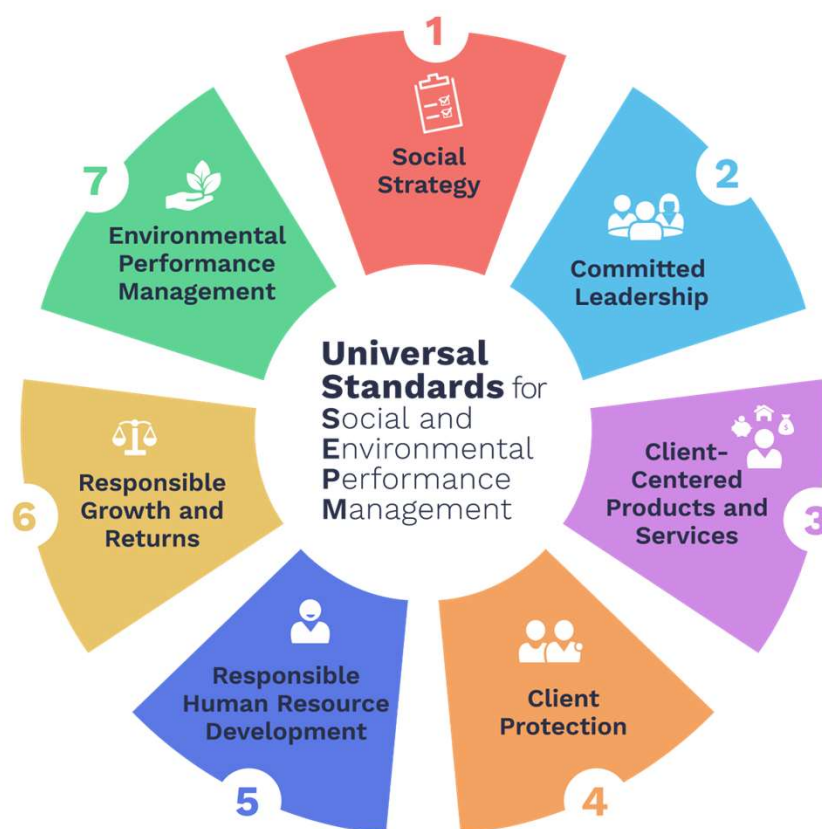 1
Social
Strategy
2
Committed
Leadership
3
Client-
Centered
Products and
Services
4
Client
Protection
5
Responsible
Human Resource
Development
6
Responsible
Growth and
Returns
7
Environmental
Performance
Management
Universal
Standards for
Social and
Environmental
Performance
Management
$